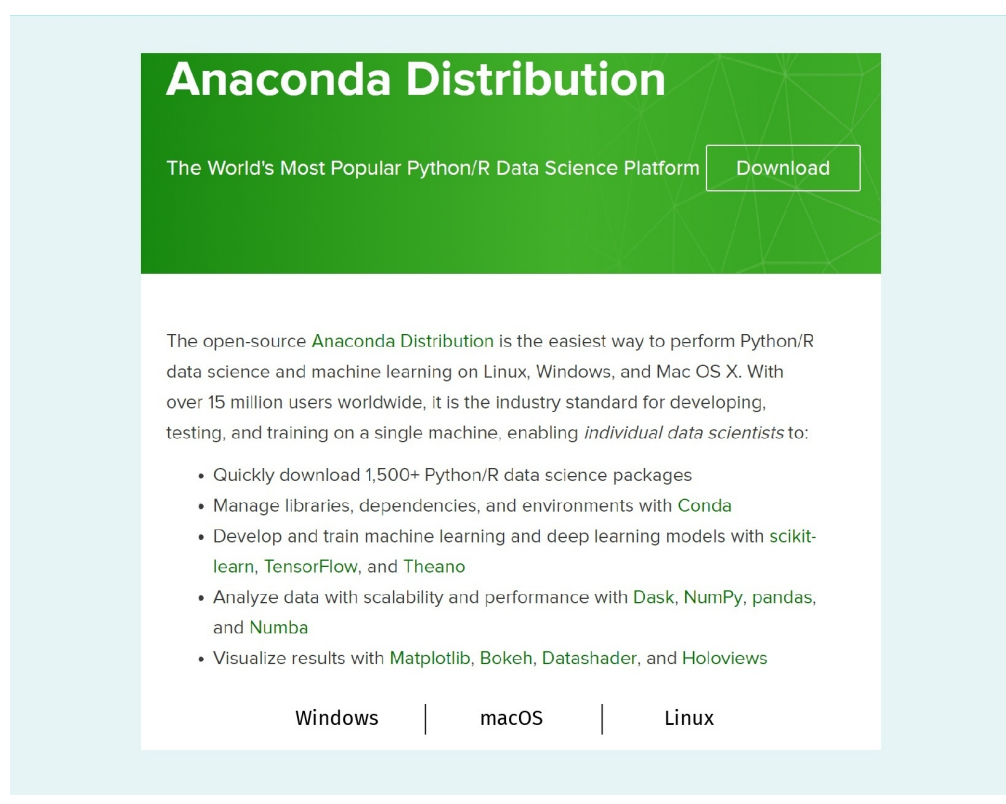 Anaconda Distribution
The World's Most Popular Python/R Data Science Platform
Download
The open-source Anaconda Distribution is the easiest way to perform Python/R
data science and machine learning on Linux, Windows, and Mac OS X. With
over 15 million users worldwide, it is the industry standard for developing,
testing, and training on a single machine, enabling individual data scientists to:
• Quickly download 1,500+ Python/R data science packages
• Manage libraries, dependencies, and environments with Conda
• Develop and train machine learning and deep learning models with scikit-
learn, TensorFlow, and Theano
• Analyze data with scalability and performance with Dask, NumPy, pandas,
and Numba
• Visualize results with Matplotlib, Bokeh, Datashader, and Holoviews
Windows | macOS | Linux